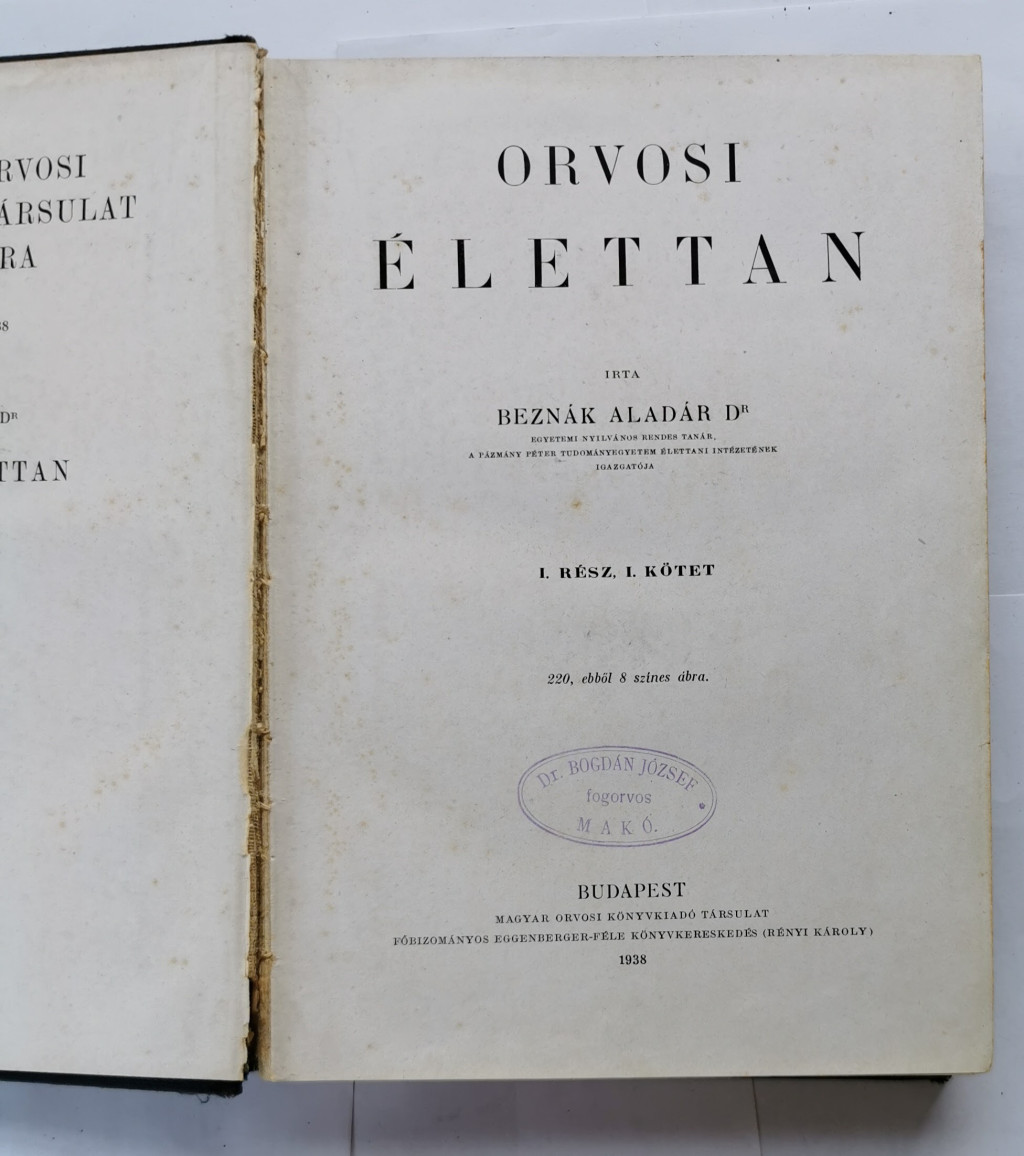 RVOSI
ÁRSULAT
RA
38
DR
TTAN
ORVOSI
ÉLETTAN
IRTA
BEZNÁK ALADÁR DR
EGYETEMI NYILVÁNOS RENDES TANÁR,
A PÁZMÁNY PÉTER TUDOMÁNYEGYETEM ÉLETTANI INTÉZETÉNEK
IGAZGATÓJA
I. RÉSZ, I. KÖTET
220, ebből 8 szines ábra.
Dr. BOGDÁN JÓZSEF
fogorvos
MAKÓ.
BUDAPEST
MAGYAR ORVOSI KÖNYVKIADÓ TÁRSULAT
FŐBIZOMÁNYOS EGGENBERGER-FÉLE KÖNYVKERESKEDÉS (RÉNYI KÁROLY)
1938